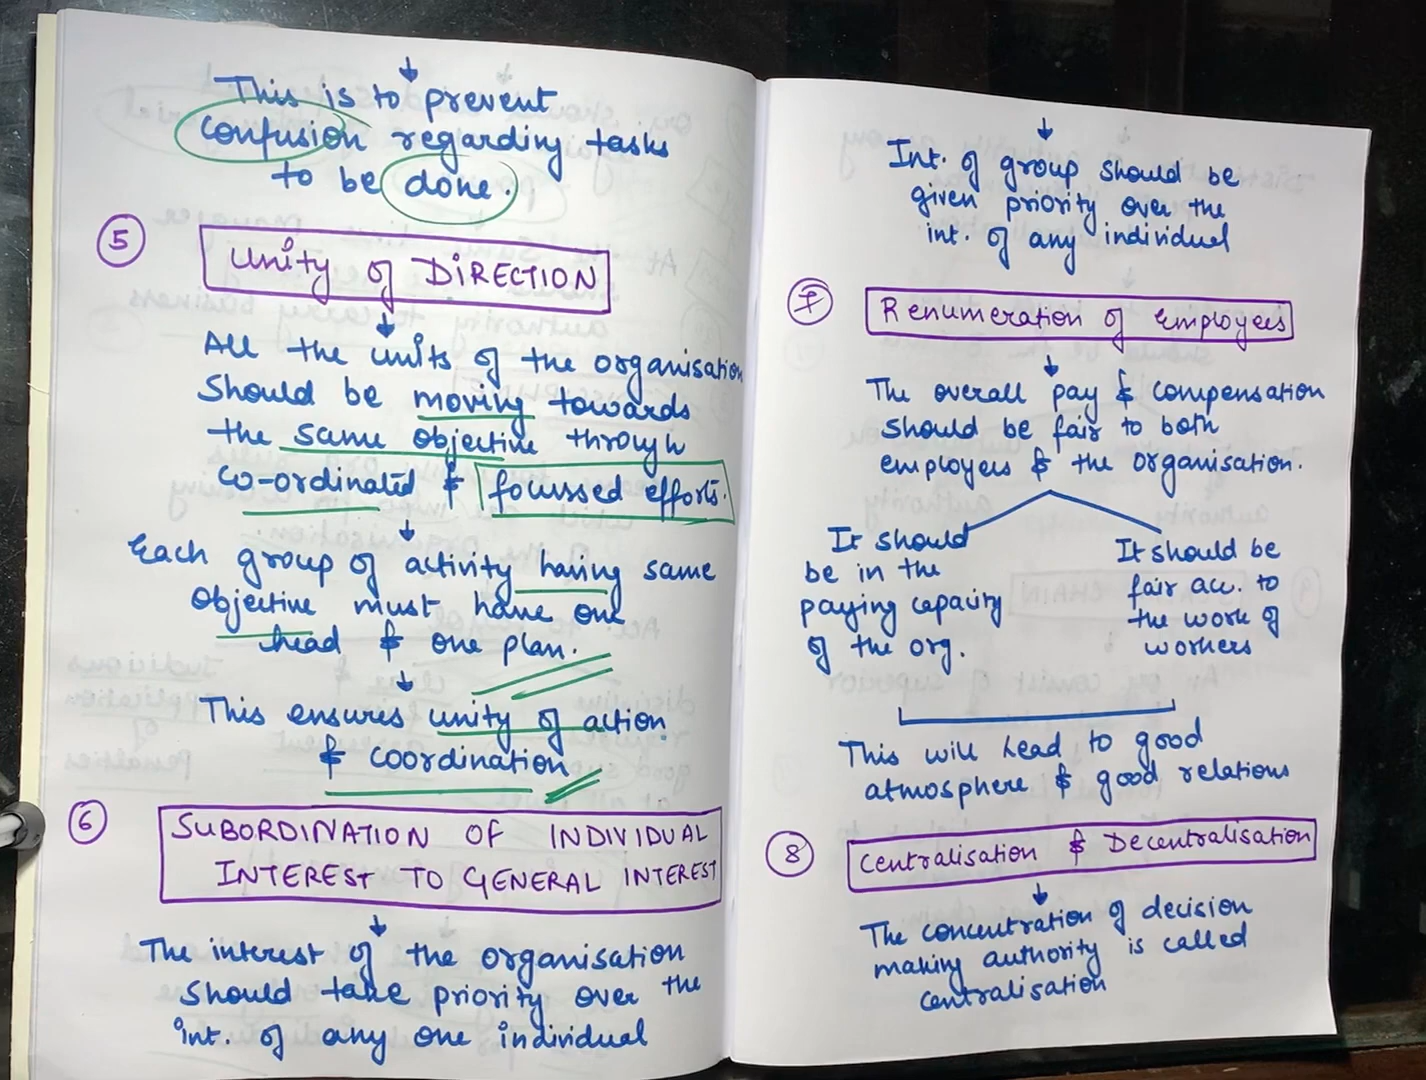 This is to prevent
confusion regarding tasks
to be done.
5 Unity of DIRECTION
All the units of the organisation
should be moving towards
the same objective through
co-ordinated & focussed efforts.
Each group of activity having same
objective must have one
head & one plan.
This ensures unity of action
& coordination
6 SUBORDINATION OF INDIVIDUAL
INTEREST TO GENERAL INTEREST
The interest of the organisation
should take priority over the
int. of any one individual
Int. of group should be
given priority over the
int. of any individual
7 Renumeration of employees
The overall pay & compensation
should be fair to both
employees & the organisation.
It should
be in the
paying capacity
of the org.
It should be
fair acc. to
the work of
workers
This will lead to good
atmosphere & good relations
8 Centralisation & Decentralisation
The concentration of decision
making authority is called
centralisation